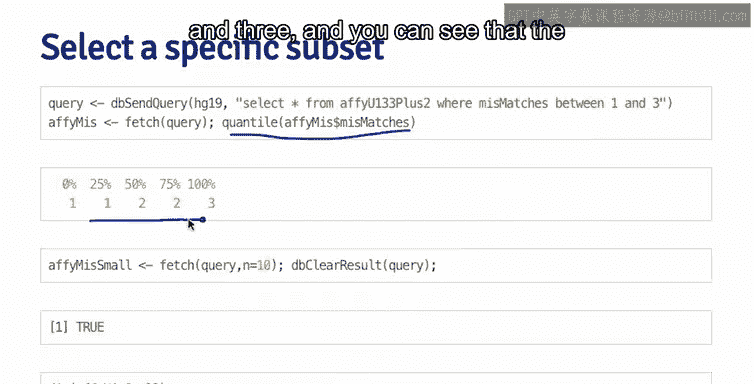 and three, and you can see that the
Select a specific subset
query <- dbSendQuery(hg19, "select * from affyU133Plus2 where misMatches between 1 and 3")
affyMis <- fetch(query); quantile(affyMis$misMatches)
0% 25% 50% 75% 100%
1 1 2 2 3
affyMisSmall <- fetch(query,n=10); dbClearResult(query);
[1] TRUE